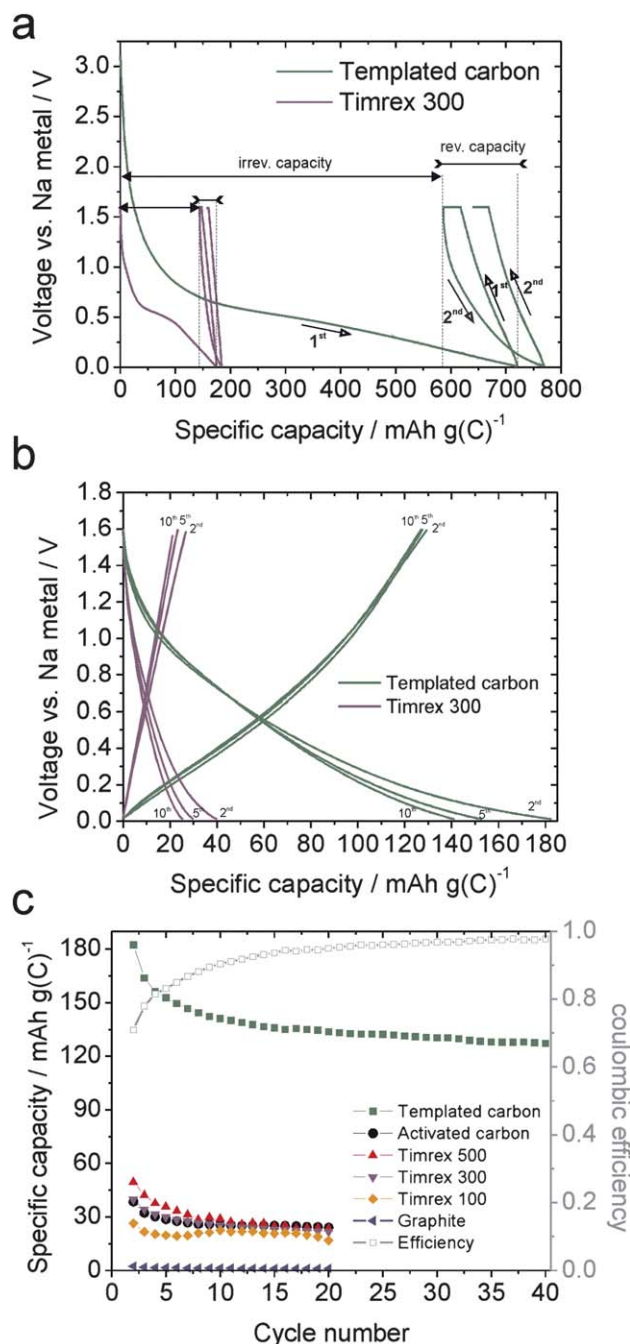 a
Templated carbon
Timrex 300
rev. capacity
irrev. capacity
1st
2nd
1st
2nd
3.0
2.5
2.0
1.5
1.0
0.5
0.0
Voltage vs. Na metal / V
0 100 200 300 400 500 600 700 800
Specific capacity / mAh g(C)-1
b
1.8
1.6
1.4
1.2
1.0
0.8
0.6
0.4
0.2
0.0
Voltage vs. Na metal / V
10th 5th 2nd
10th 5th 2nd
Templated carbon
Timrex 300
10th 5th 2nd
10th 5th 2nd
0 20 40 60 80 100 120 140 160 180
Specific capacity / mAh g(C)-1
c
180
150
120
90
60
30
0
Specific capacity / mAh g(C)-1
1.0
0.8
0.6
0.4
0.2
0.0
coulombic efficiency
Templated carbon
Activated carbon
Timrex 500
Timrex 300
Timrex 100
Graphite
Efficiency
0 5 10 15 20 25 30 35 40
Cycle number